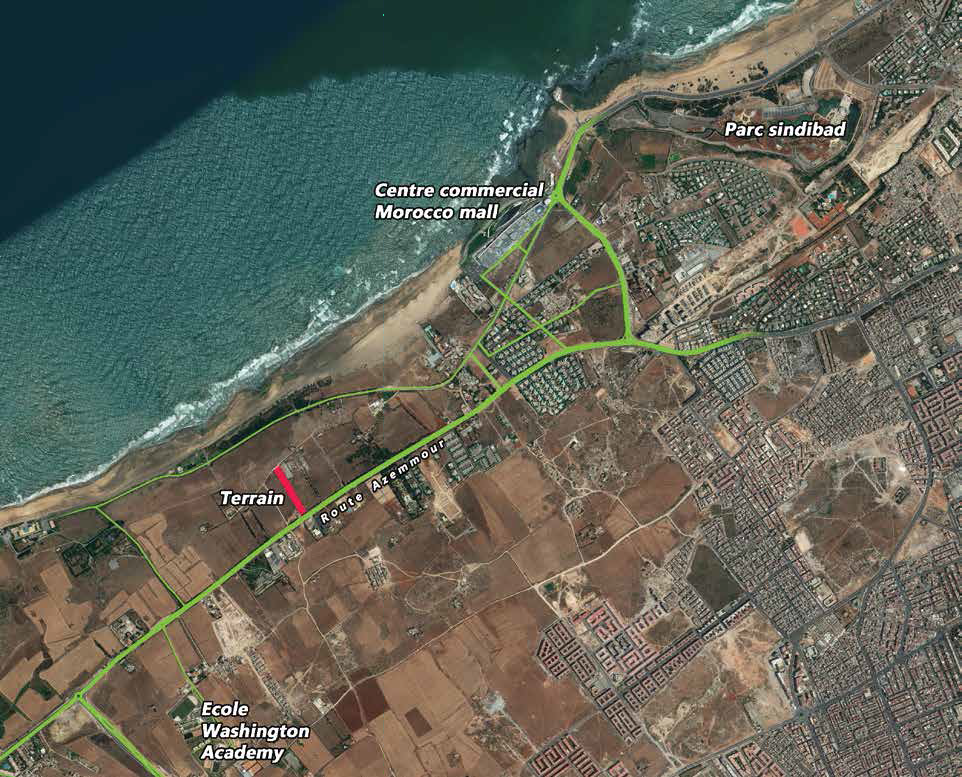 Parc sindibad
Centre commercial
Morocco mall
Terrain
Route Azemmour
Ecole
Washington
Academy